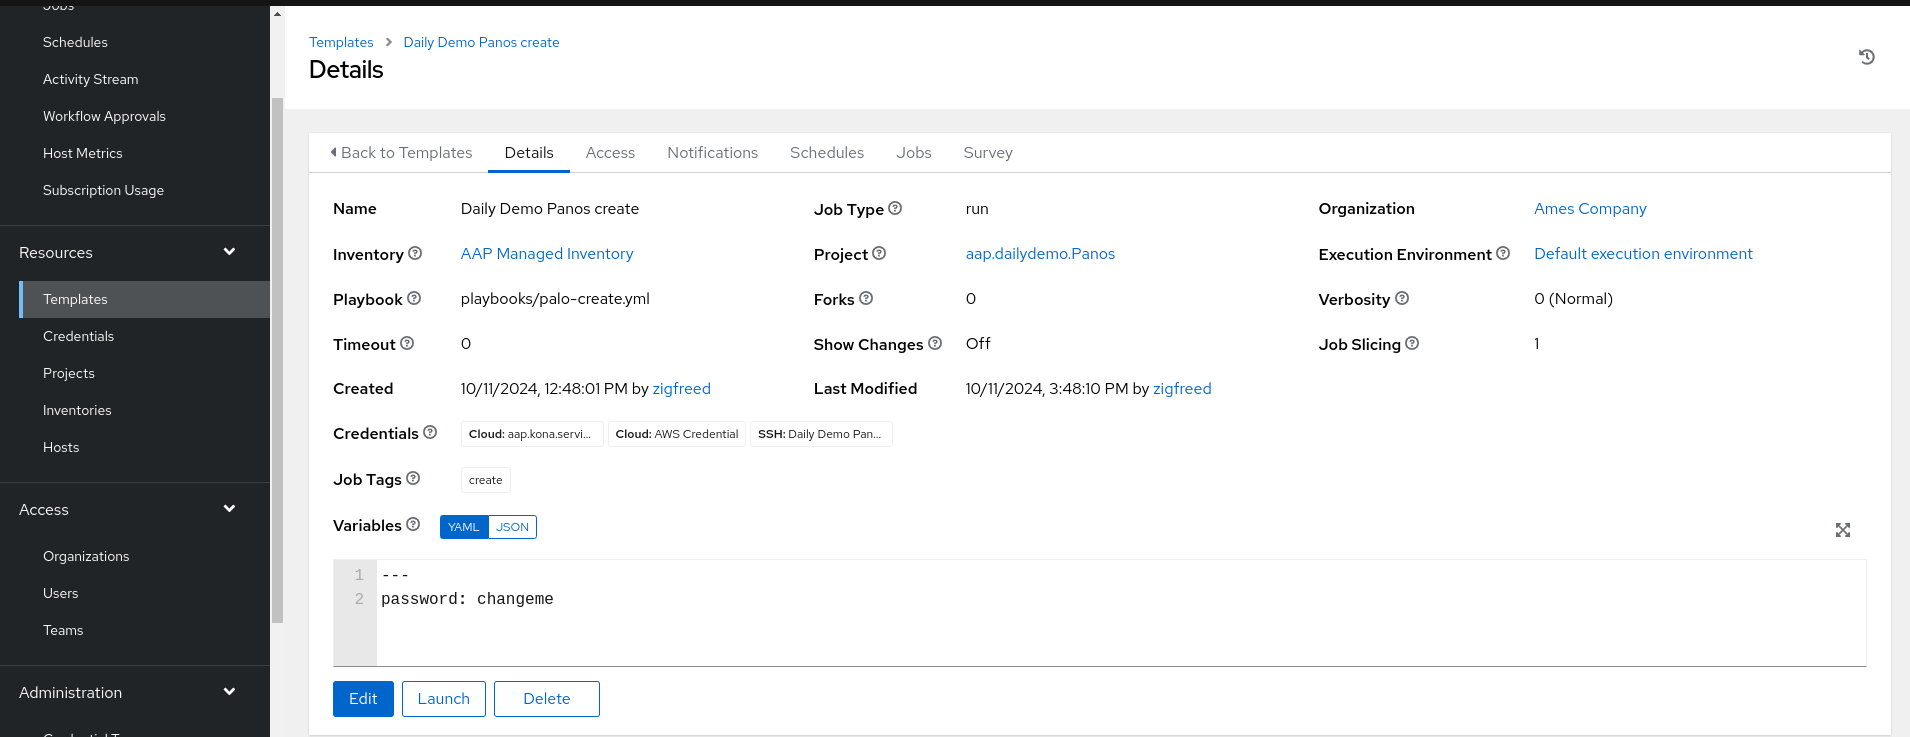 Jobs
Schedules
Activity Stream
Workflow Approvals
Host Metrics
Subscription Usage
Resources
Templates
Credentials
Projects
Inventories
Hosts
Access
Organizations
Users
Teams
Administration
Templates > Daily Demo Panos create
Details
Back to Templates Details Access Notifications Schedules Jobs Survey
Name Daily Demo Panos create Job Type run Organization Ames Company
Inventory AAP Managed Inventory Project aap.dailydemo.Panos Execution Environment Default execution environment
Playbook playbooks/palo-create.yml Forks 0 Verbosity 0 (Normal)
Timeout 0 Show Changes Off Job Slicing 1
Created 10/11/2024, 12:48:01 PM by zigfreed Last Modified 10/11/2024, 3:48:10 PM by zigfreed
Credentials Cloud: aap.kona.servi... Cloud: AWS Credential SSH: Daily Demo Pan...
Job Tags create
Variables YAML JSON
1 ---
2 password: changeme
Edit Launch Delete